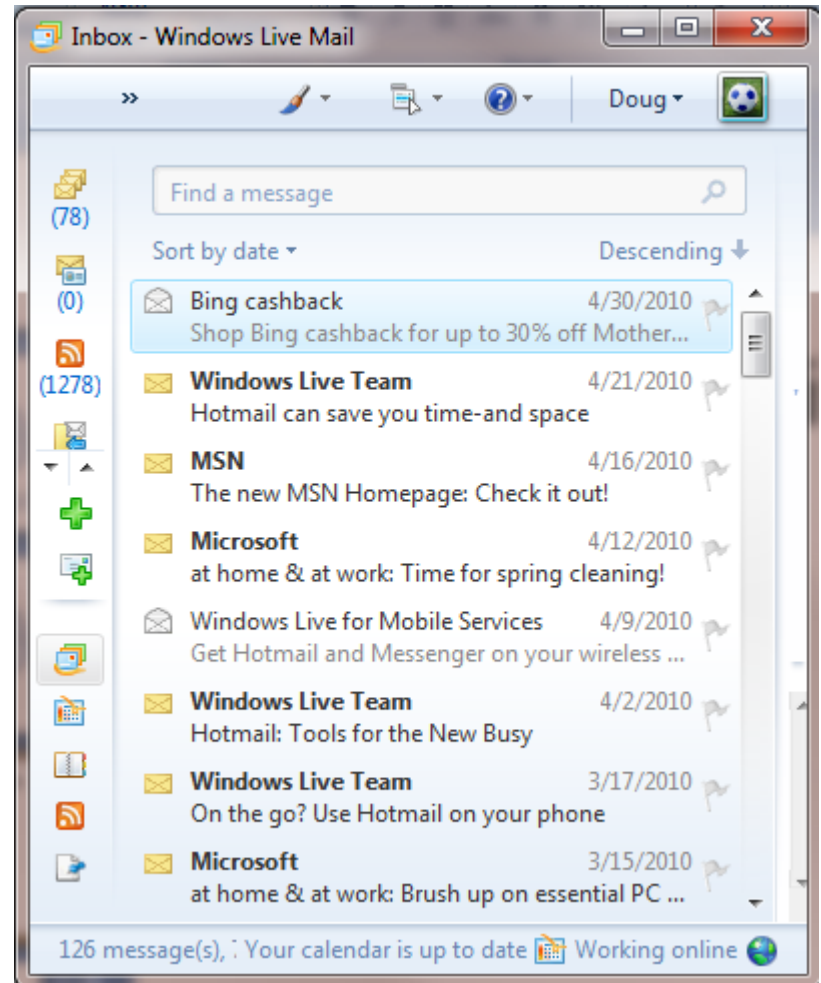 Inbox - Windows Live Mail
» Doug
Find a message
(78)
Sort by date Descending
(0)
Bing cashback 4/30/2010
Shop Bing cashback for up to 30% off Mother...
(1278)
Windows Live Team 4/21/2010
Hotmail can save you time-and space
MSN 4/16/2010
The new MSN Homepage: Check it out!
Microsoft 4/12/2010
at home & at work: Time for spring cleaning!
Windows Live for Mobile Services 4/9/2010
Get Hotmail and Messenger on your wireless ...
Windows Live Team 4/2/2010
Hotmail: Tools for the New Busy
Windows Live Team 3/17/2010
On the go? Use Hotmail on your phone
Microsoft 3/15/2010
at home & at work: Brush up on essential PC ...
126 message(s), Your calendar is up to date Working online